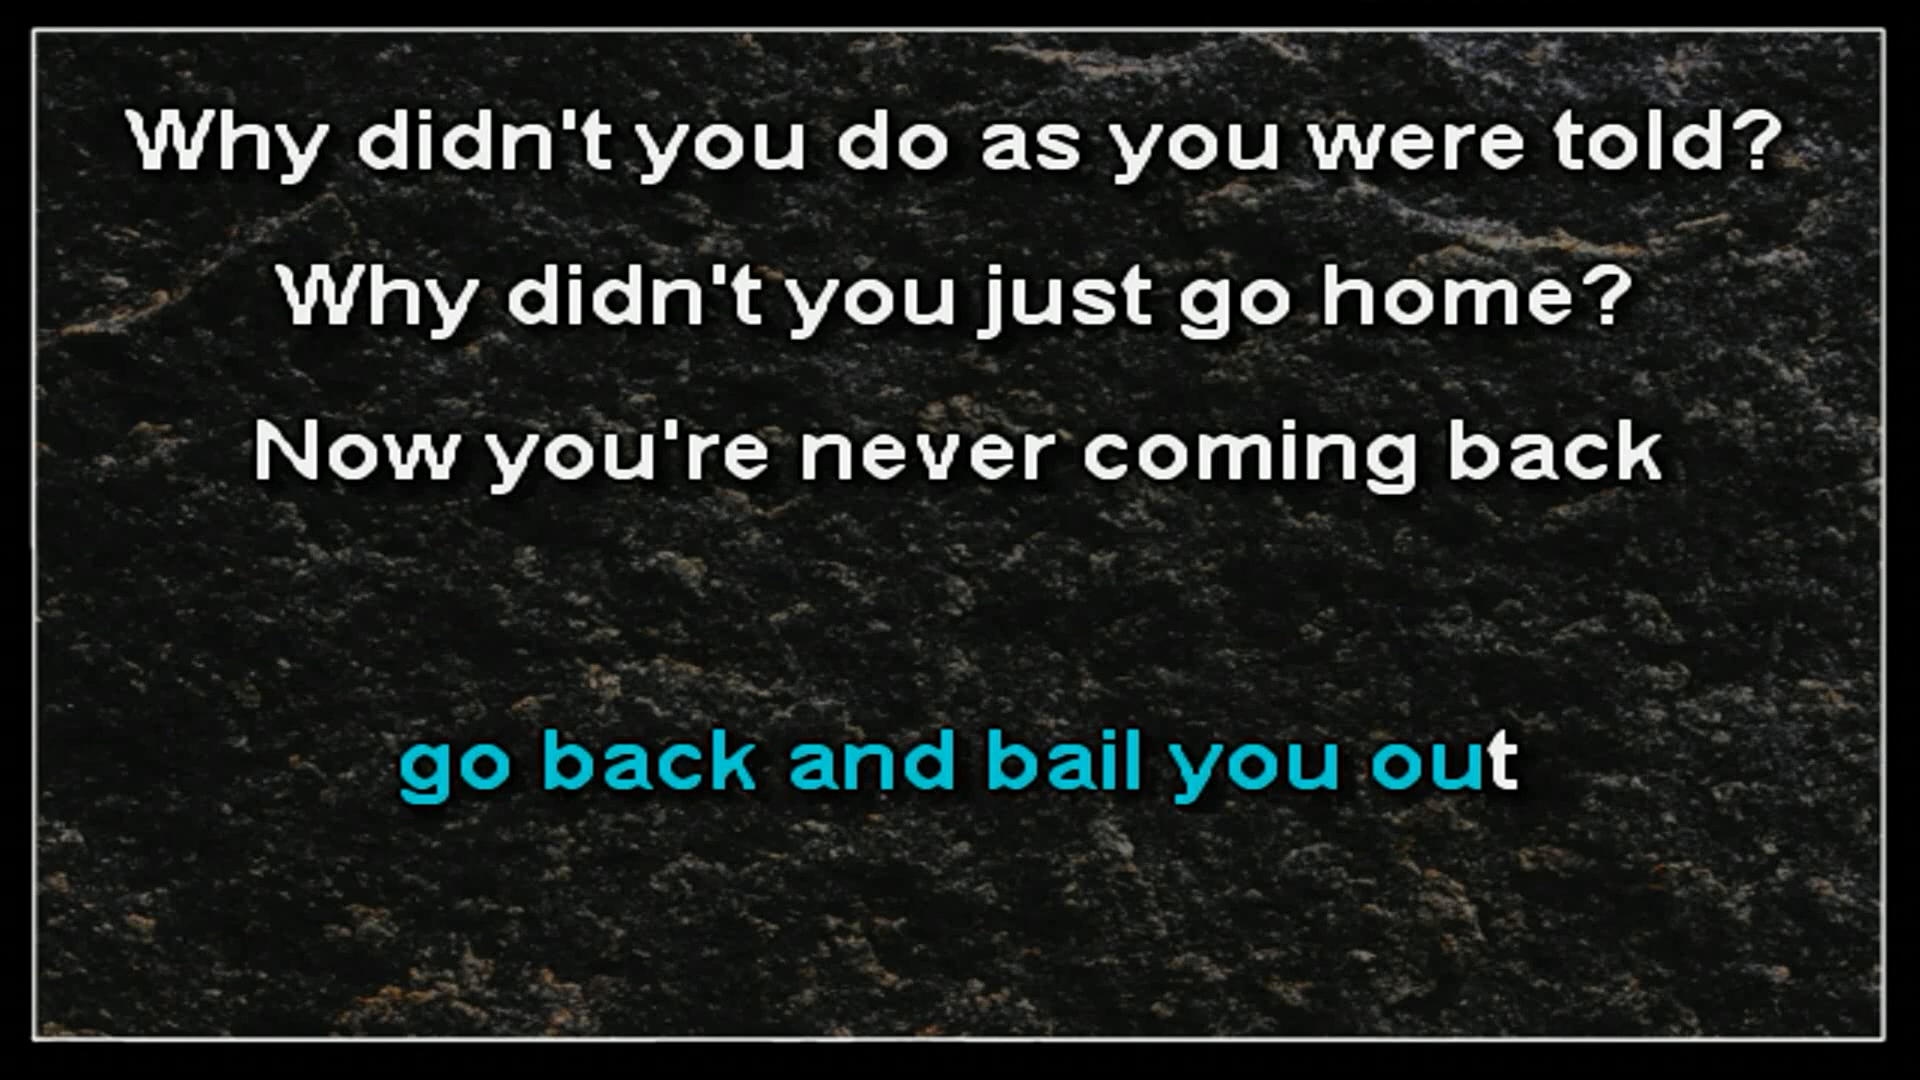 Why didn't you do as you were told?
Why didn't you just go home?
Now you're never coming back
go back and bail you out